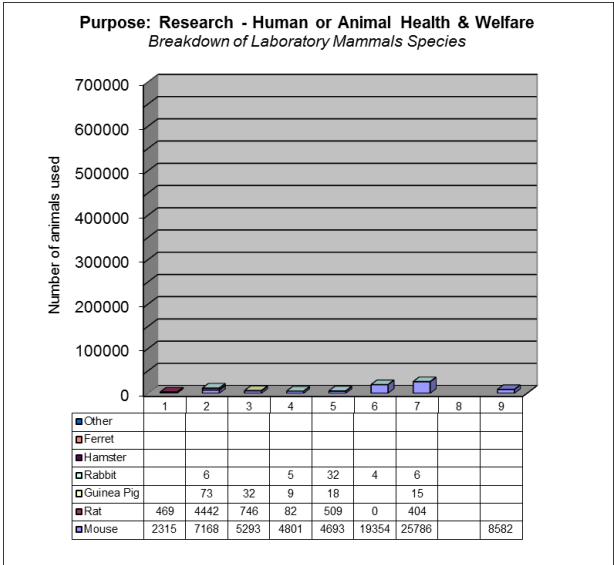 Purpose: Research - Human or Animal Health & Welfare
Breakdown of Laboratory Mammals Species
Number of animals used
700000
600000
500000
400000
300000
200000
100000
0
1 2 3 4 5 6 7 8 9
Other
Ferret
Hamster
Rabbit 6 5 32 4 6
Guinea Pig 73 32 9 18 15
Rat 469 4442 746 82 509 0 404
Mouse 2315 7168 5293 4801 4693 19354 25786 8582